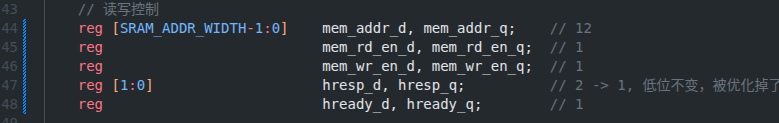 43 // 读写控制
44 reg [SRAM_ADDR_WIDTH-1:0] mem_addr_d, mem_addr_q; // 12
45 reg mem_rd_en_d, mem_rd_en_q; // 1
46 reg mem_wr_en_d, mem_wr_en_q; // 1
47 reg [1:0] hresp_d, hresp_q; // 2 -> 1, 低位不变，被优化掉了
48 reg hready_d, hready_q; // 1